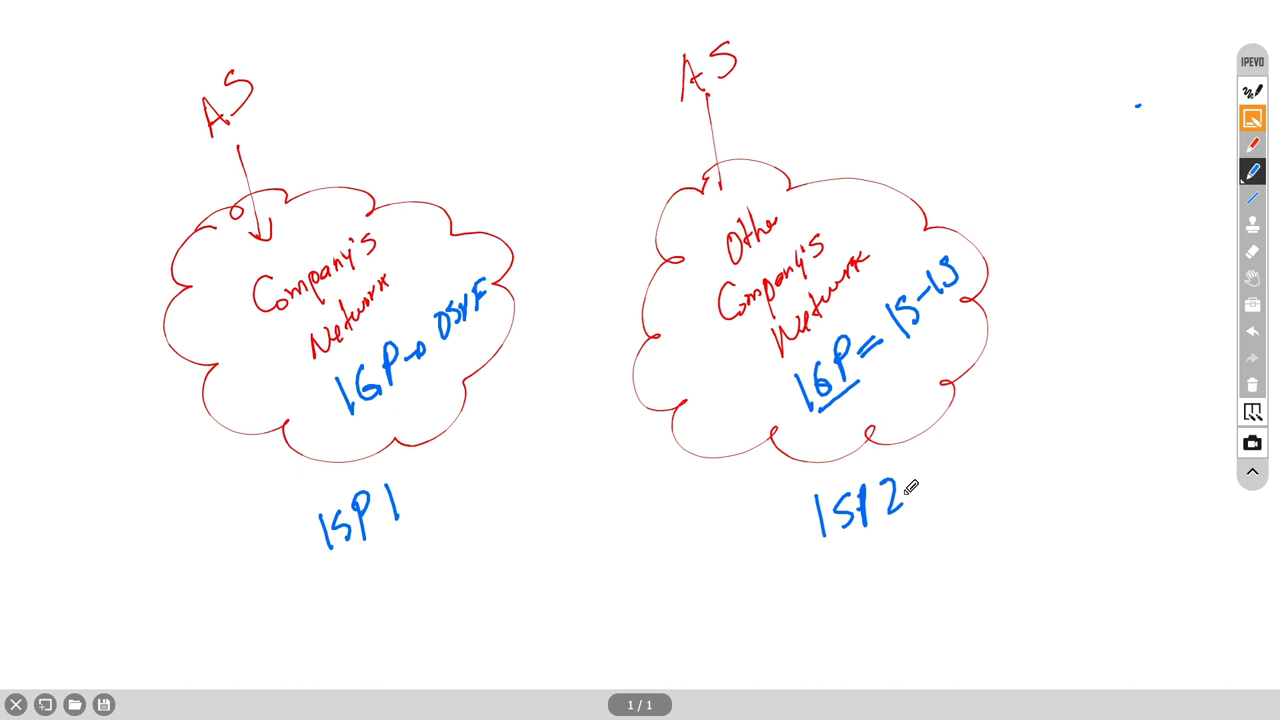 AS
Company's
Network
IGP → OSPF
ISP 1
AS
Other
Company's
Network
IGP = IS-IS
ISP 2
IPEVO
1 / 1